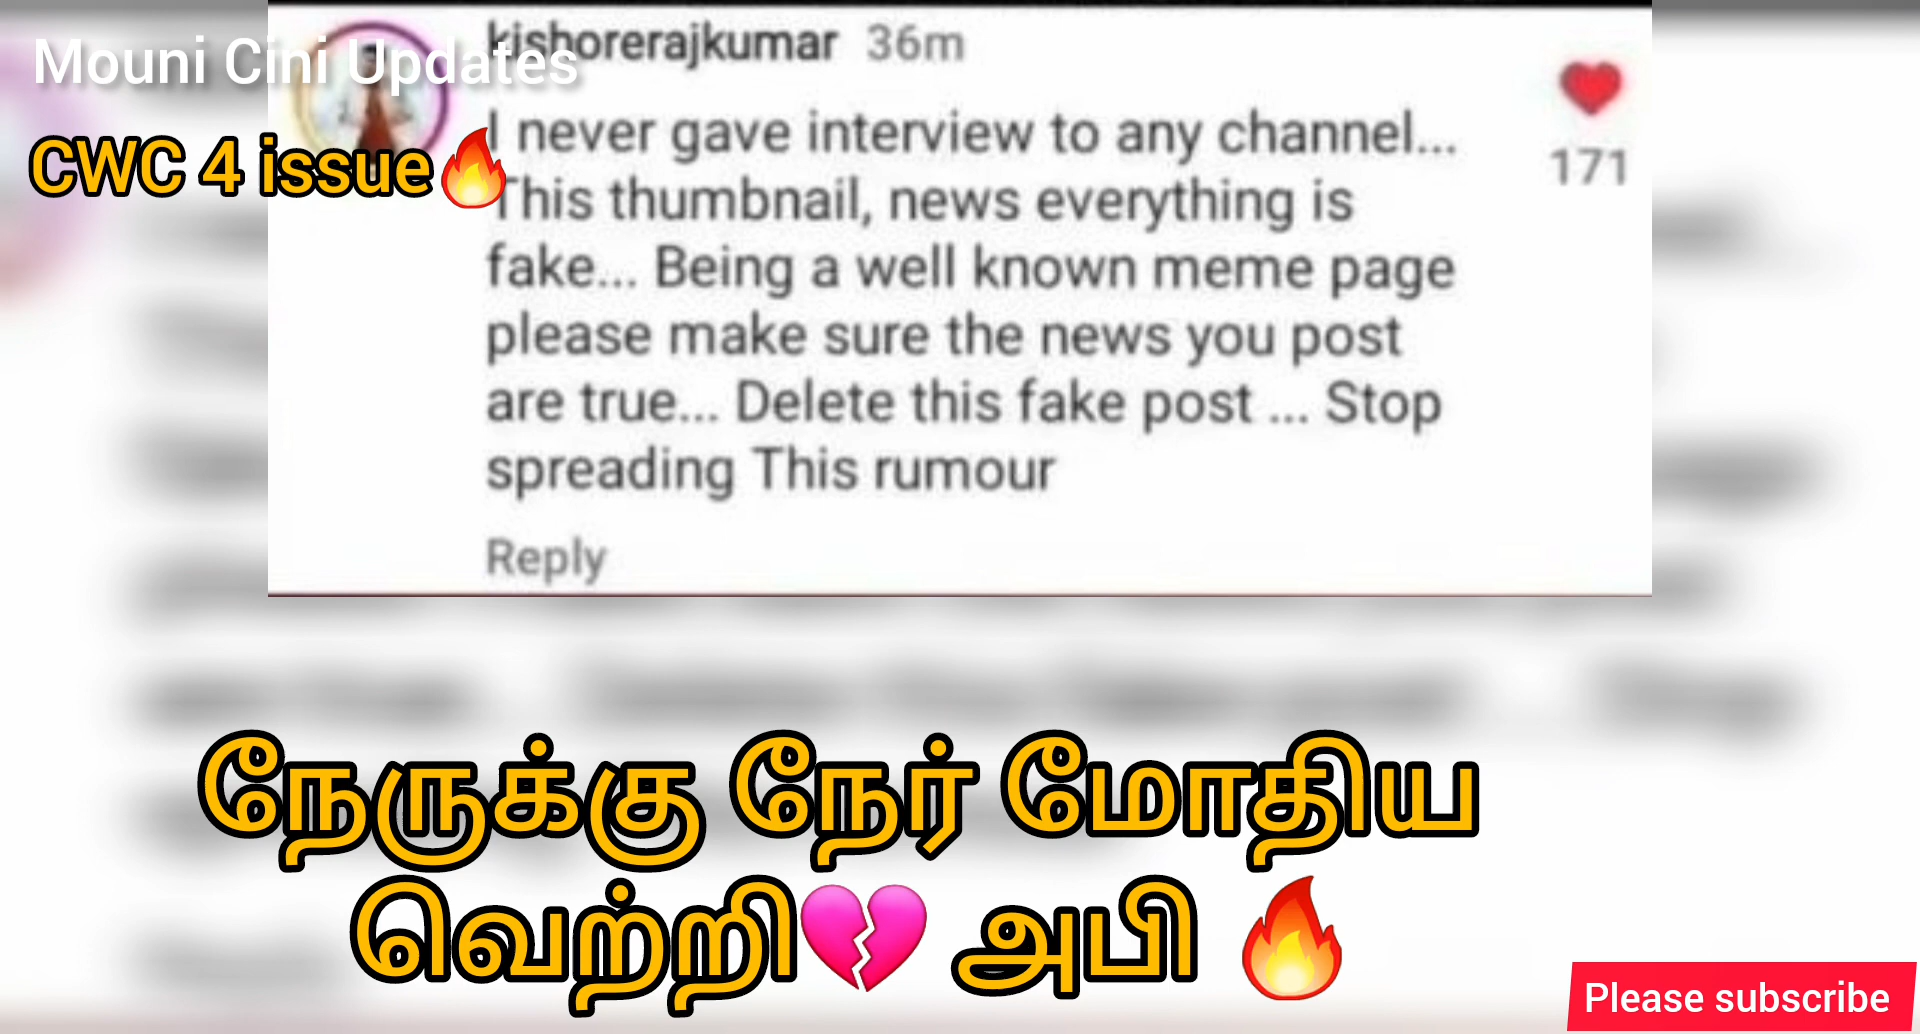 Mouni Cini Updates
CWC 4 issue🔥
kishorerajkumar 36m
I never gave interview to any channel...
This thumbnail, news everything is
fake... Being a well known meme page
please make sure the news you post
are true... Delete this fake post ... Stop
spreading This rumour
171
Reply
நேருக்கு நேர் மோதிய
வெற்றி💔 அபி 🔥
Please subscribe